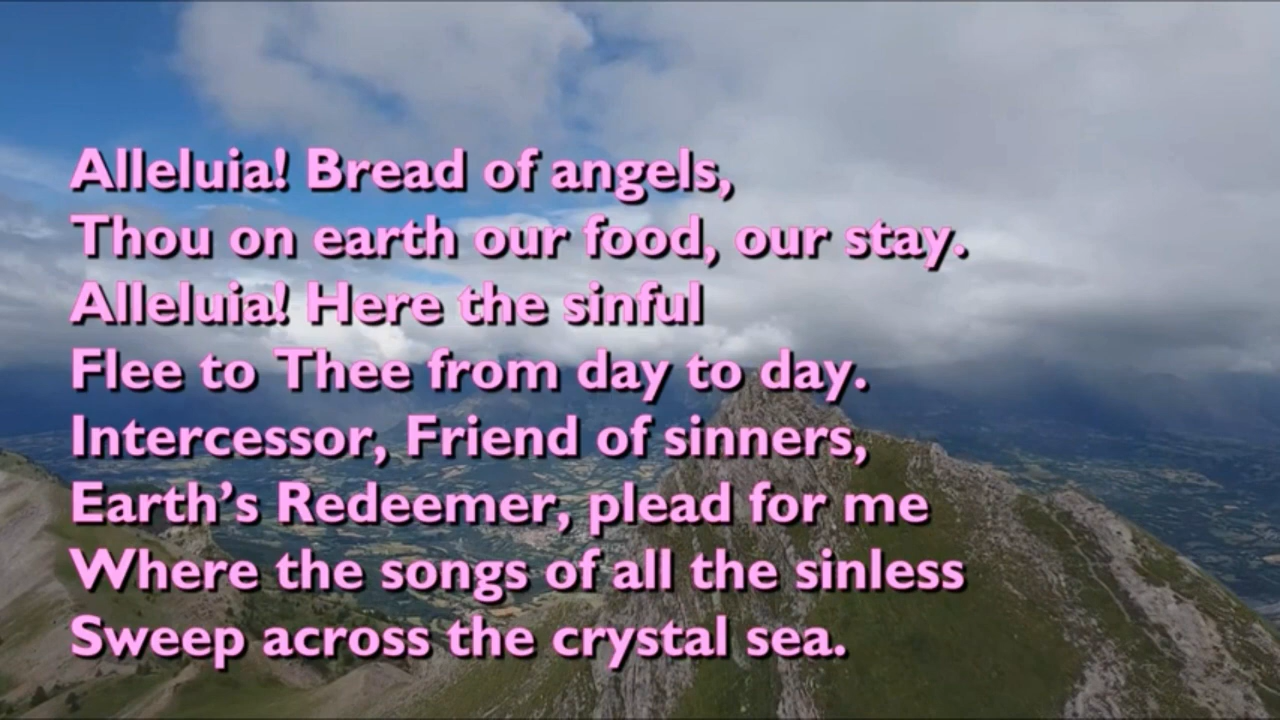 Alleluia! Bread of angels,
Thou on earth our food, our stay.
Alleluia! Here the sinful
Flee to Thee from day to day.
Intercessor, Friend of sinners,
Earth’s Redeemer, plead for me
Where the songs of all the sinless
Sweep across the crystal sea.